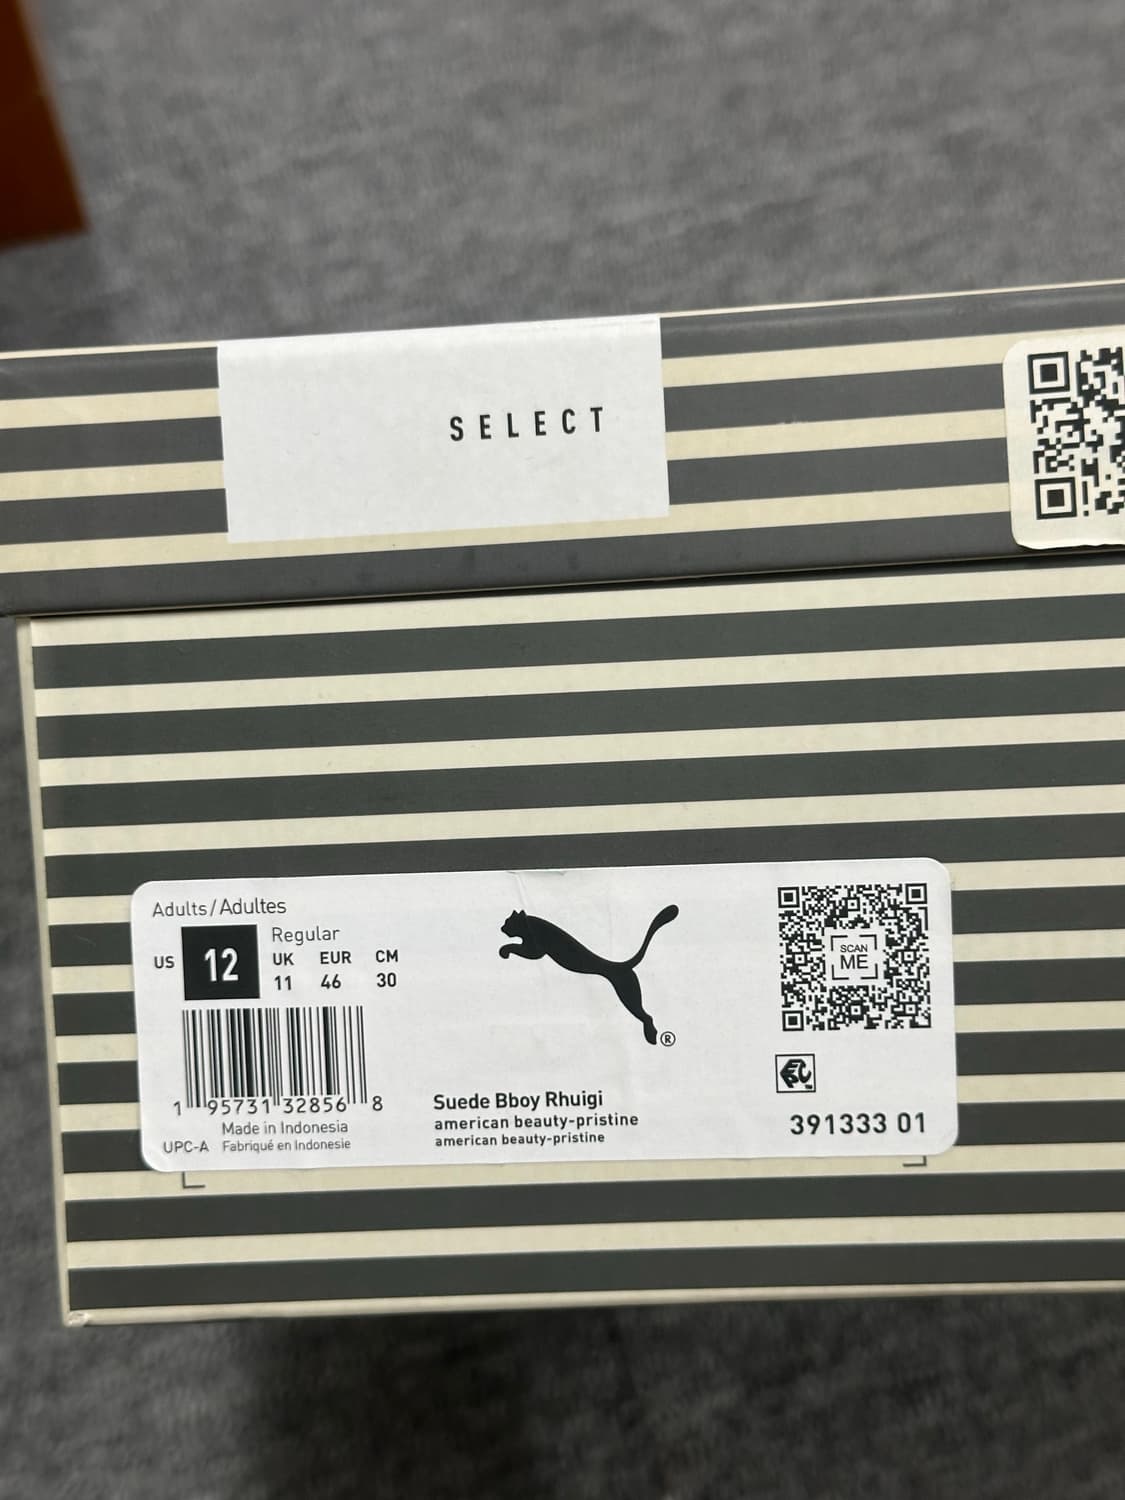 SELECT
Adults/Adultes
US 12
Regular
UK EUR CM
11 46 30
1 95731 32856 8
Made in Indonesia
UPC-A Fabriqué en Indonesie
®
Suede Bboy Rhuigi
american beauty-pristine
american beauty-pristine
SCAN
ME
391333 01